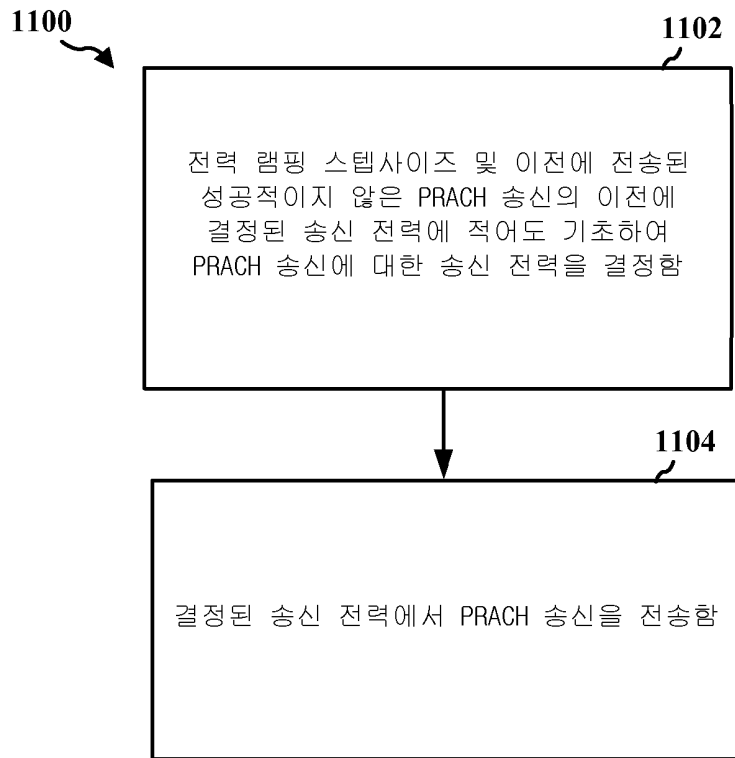 1100
1102
전력 램핑 스텝사이즈 및 이전에 전송된
성공적이지 않은 PRACH 송신의 이전에
결정된 송신 전력에 적어도 기초하여
PRACH 송신에 대한 송신 전력을 결정함
1104
결정된 송신 전력에서 PRACH 송신을 전송함